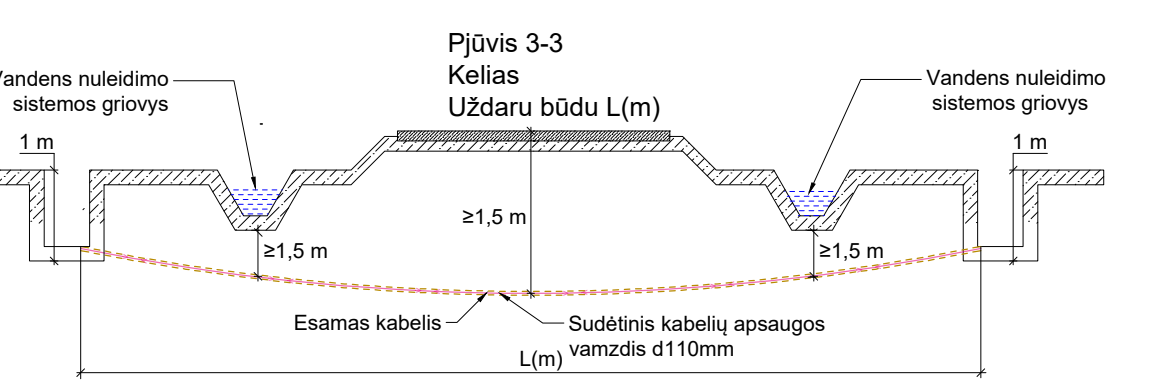 Pjūvis 3-3
Kelias
Uždaru būdu L(m)
Vandens nuleidimo
sistemos griovys
Vandens nuleidimo
sistemos griovys
1 m
1 m
≥1,5 m
≥1,5 m
≥1,5 m
Esamas kabelis
Sudėtinis kabelių apsaugos
vamzdis d110mm
L(m)